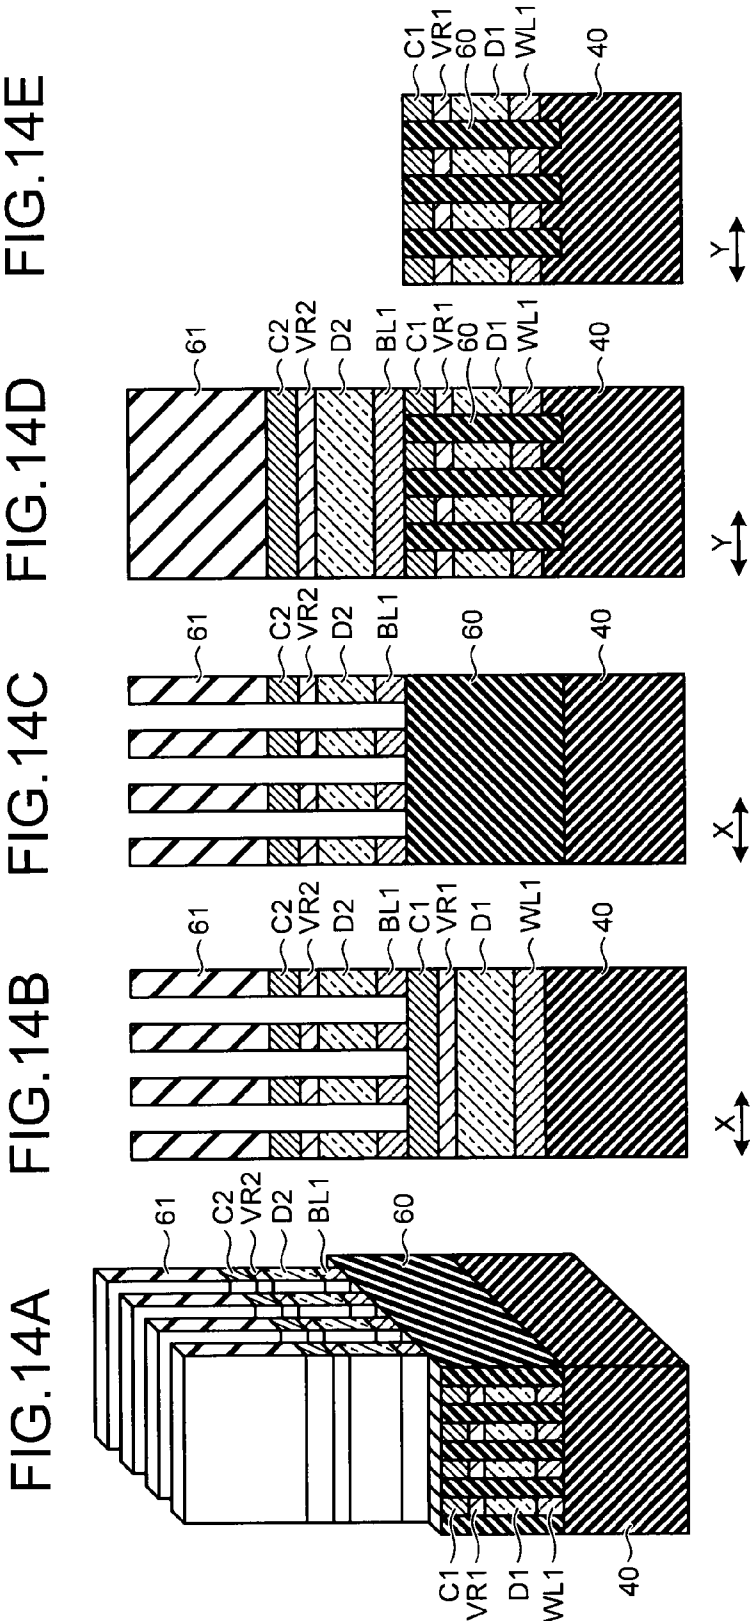 FIG.14A
61
C2
VR2
D2
BL1
60
C1
VR1
D1
WL1
40
FIG.14B
61
C2
VR2
D2
BL1
C1
VR1
D1
WL1
40
X
FIG.14C
61
C2
VR2
D2
BL1
60
40
X
FIG.14D
61
C2
VR2
D2
BL1
C1
VR1
60
D1
WL1
40
Y
FIG.14E
C1
VR1
60
D1
WL1
40
Y